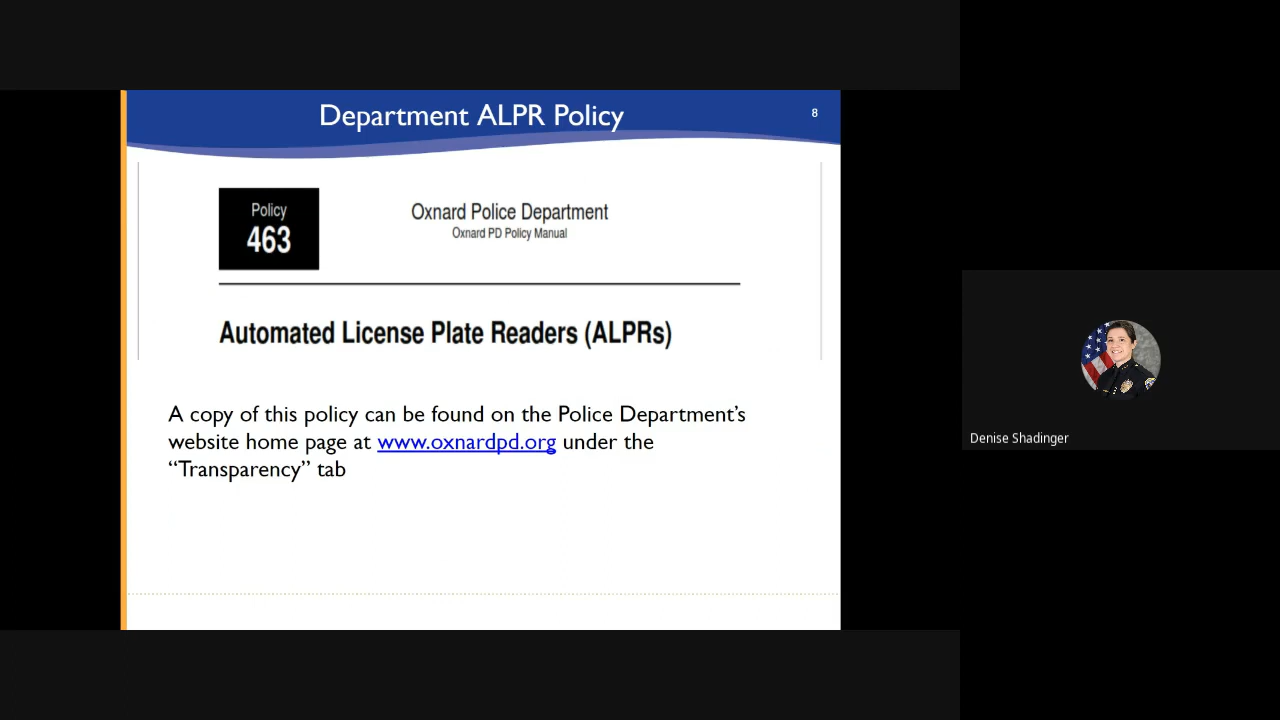 Department ALPR Policy
8
Policy
463
Oxnard Police Department
Oxnard PD Policy Manual
Automated License Plate Readers (ALPRs)
A copy of this policy can be found on the Police Department’s
website home page at www.oxnardpd.org under the
“Transparency” tab
Denise Shadinger